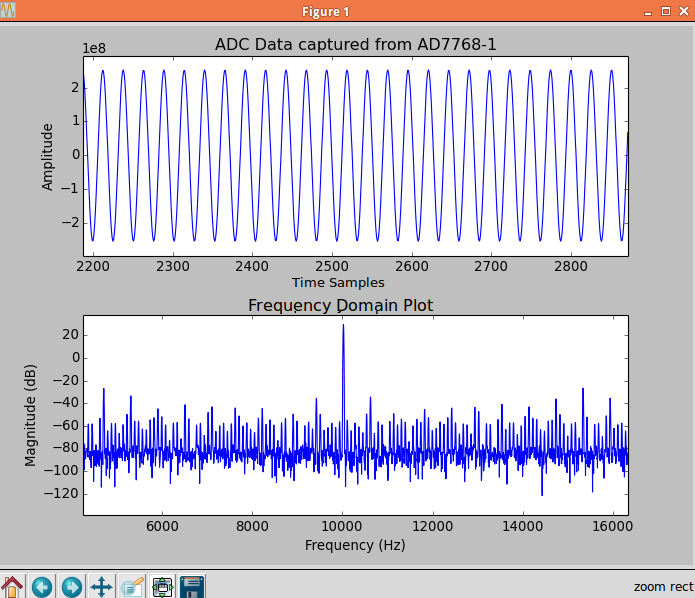 Figure 1
ADC Data captured from AD7768-1
1e8
Amplitude
2
1
0
−1
−2
2200 2300 2400 2500 2600 2700 2800
Time Samples
Frequency Domain Plot
Magnitude (dB)
20
0
−20
−40
−60
−80
−100
−120
6000 8000 10000 12000 14000 16000
Frequency (Hz)
zoom rect